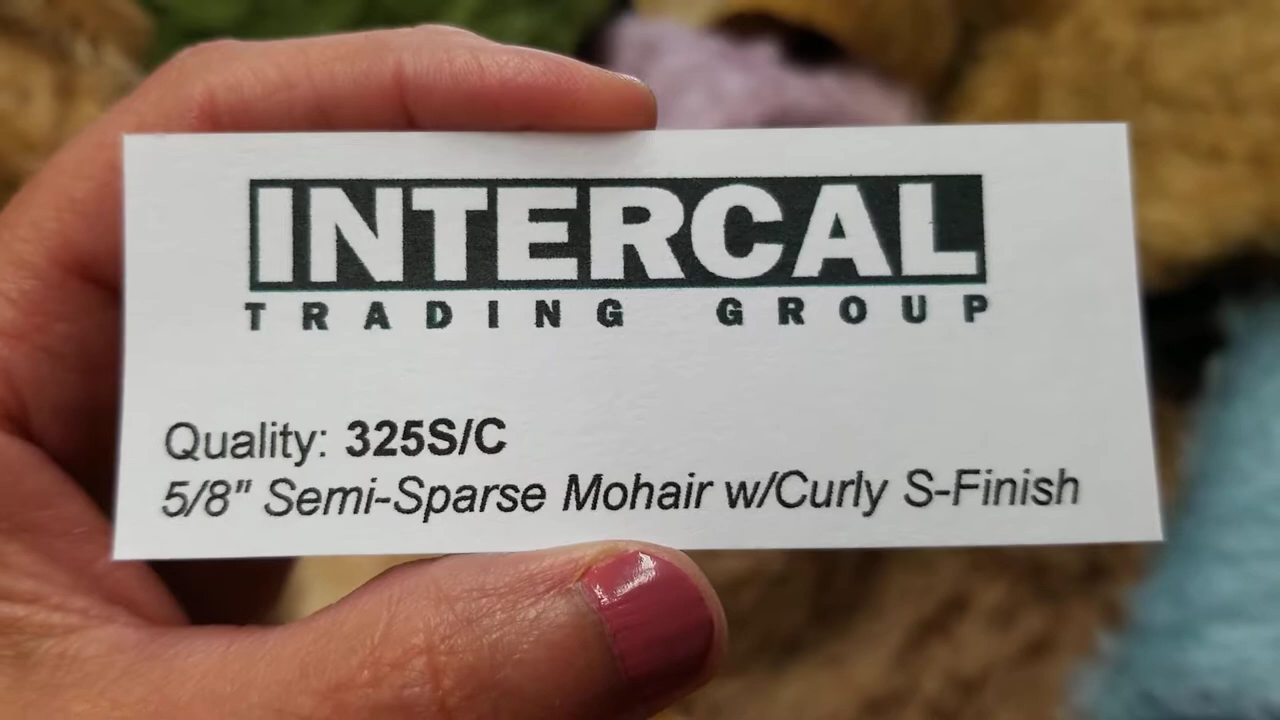 INTERCAL
TRADING GROUP
Quality: 325S/C
5/8" Semi-Sparse Mohair w/Curly S-Finish